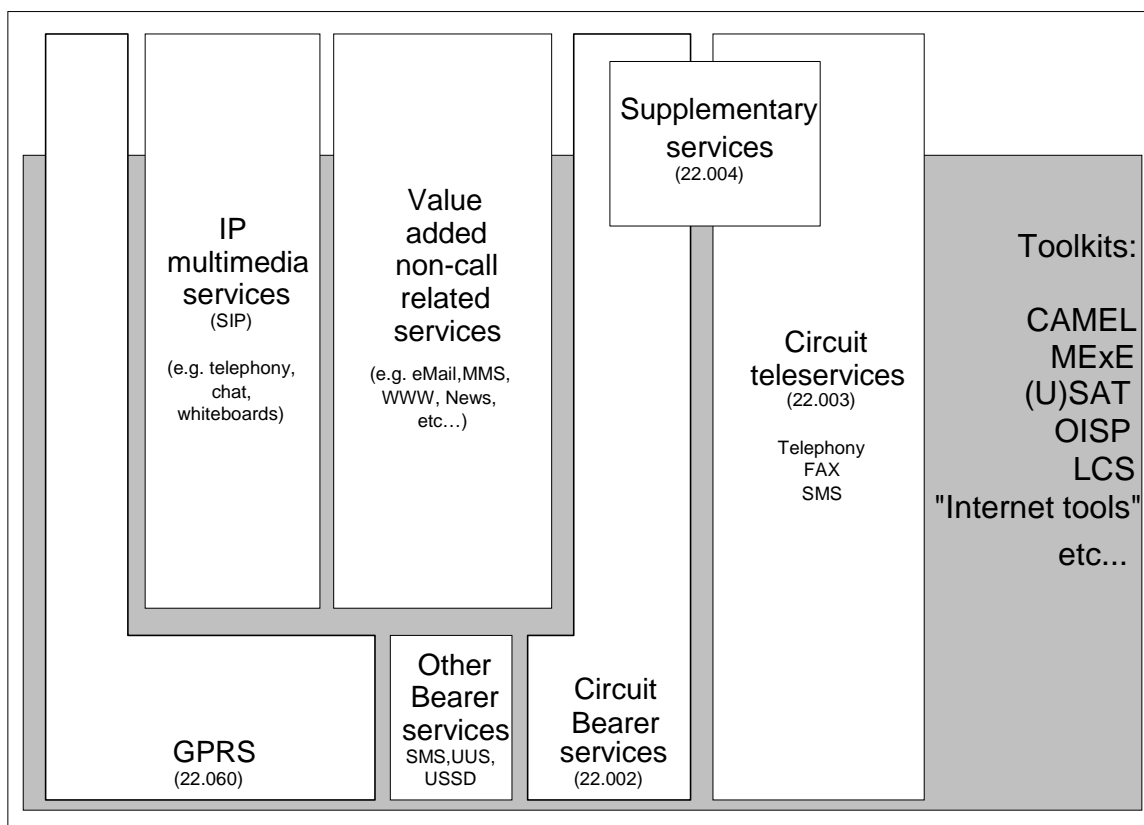 Supplementary
services
(22.004)
IP
multimedia
services
(SIP)
(e.g. telephony,
chat,
whiteboards)
Value
added
non-call
related
services
(e.g. eMail,MMS,
WWW, News,
etc…)
Circuit
teleservices
(22.003)
Telephony
FAX
SMS
Toolkits:
CAMEL
MExE
(U)SAT
OISP
LCS
"Internet tools"
etc...
GPRS
(22.060)
Other
Bearer
services
SMS,UUS,
USSD
Circuit
Bearer
services
(22.002)